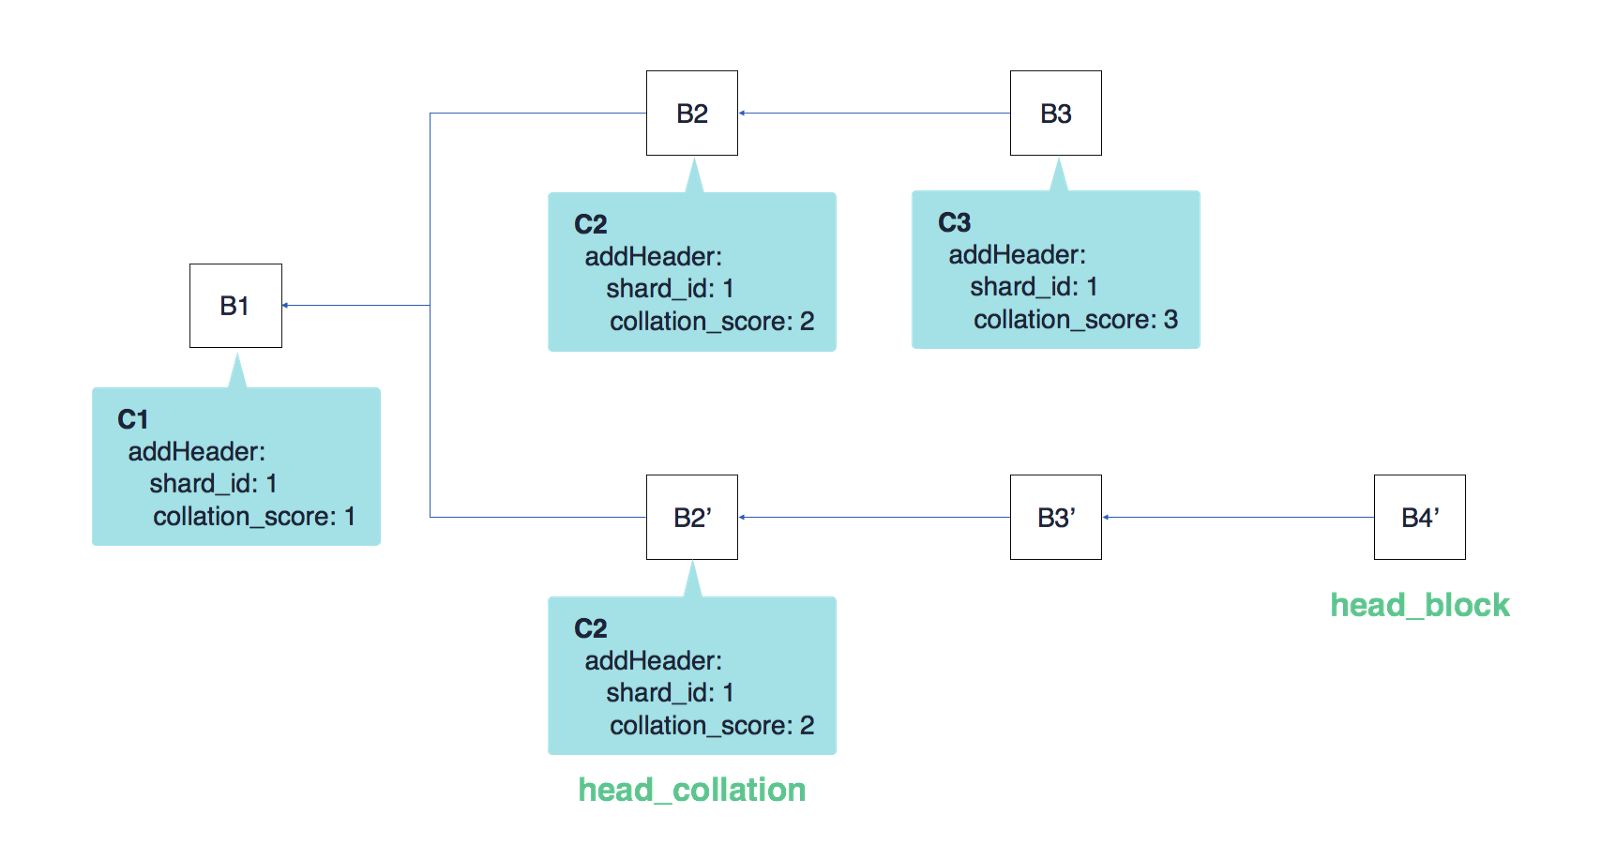 B2
B3
C2
addHeader:
shard_id: 1
collation_score: 2
C3
addHeader:
shard_id: 1
collation_score: 3
B1
C1
addHeader:
shard_id: 1
collation_score: 1
B2’
B3’
B4’
head_block
C2
addHeader:
shard_id: 1
collation_score: 2
head_collation